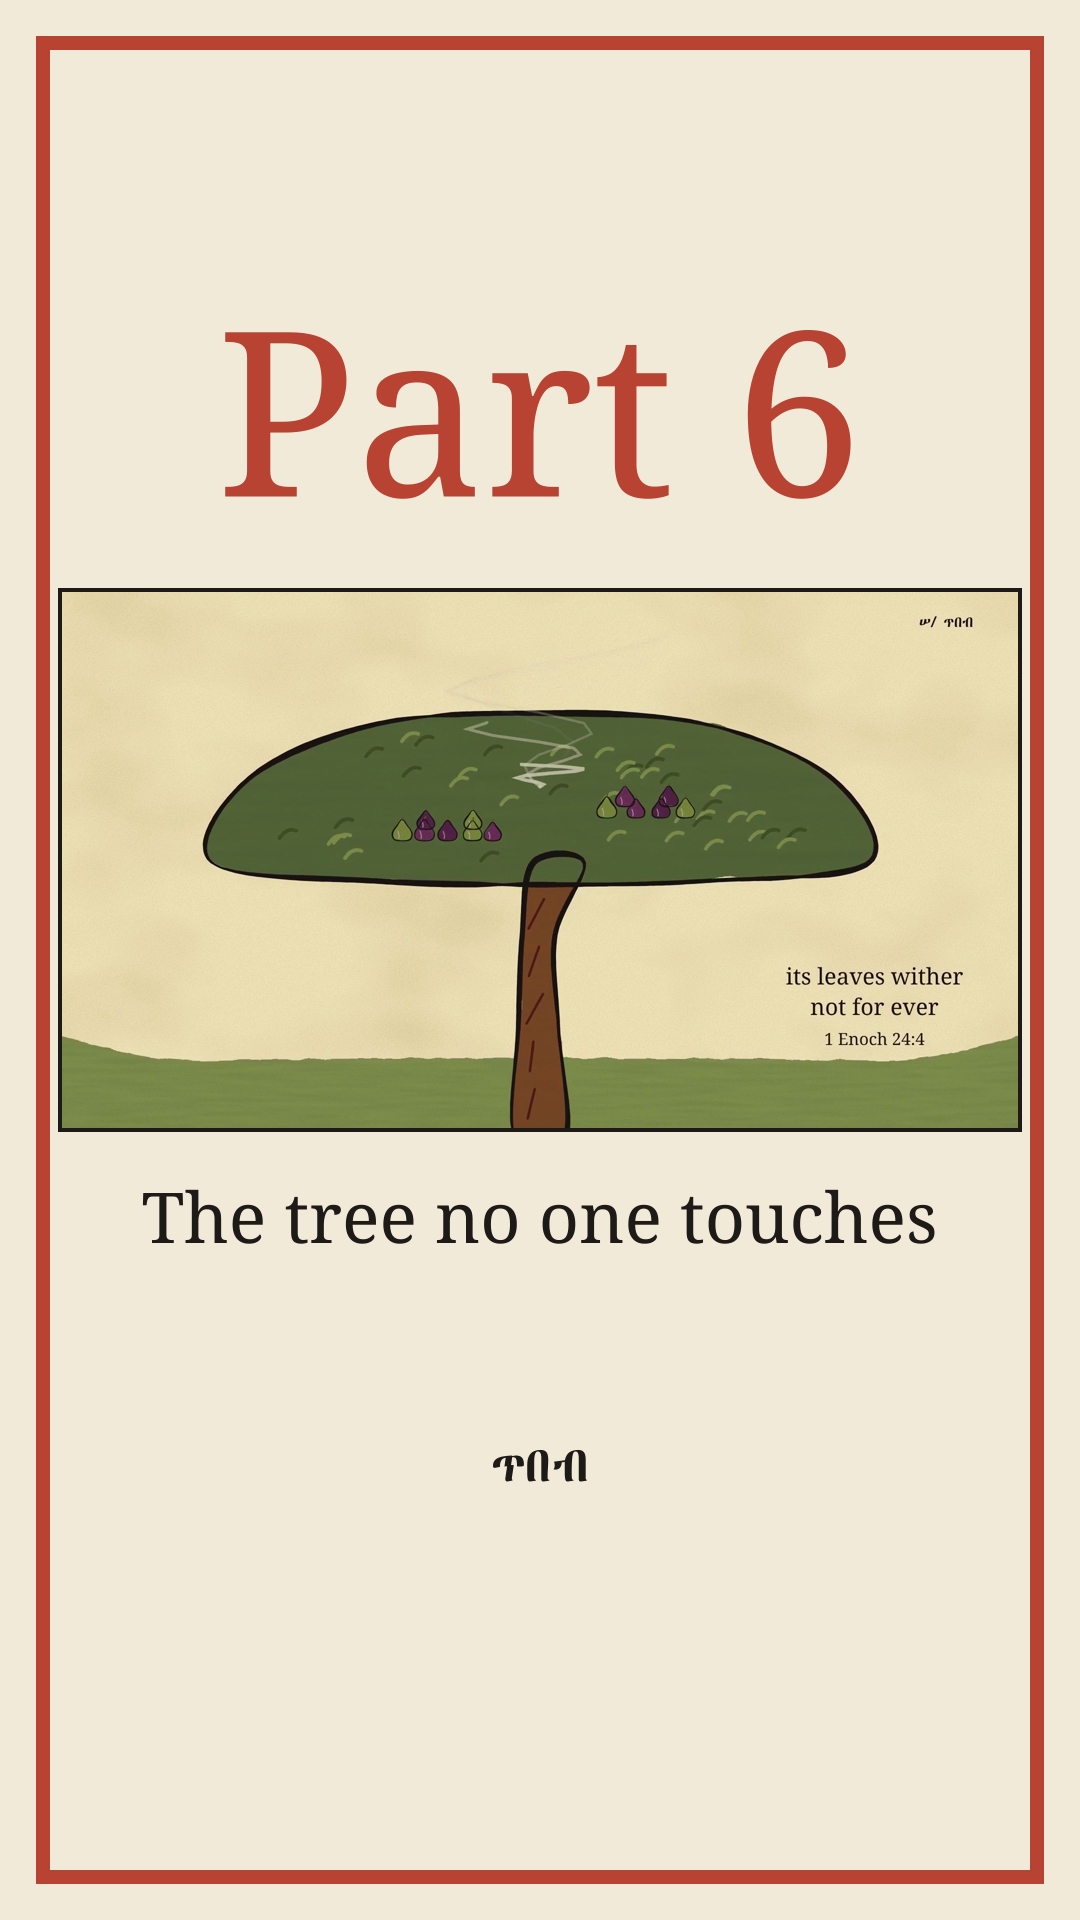 Part 6
ሠ/ ጥበብ
its leaves wither
not for ever
1 Enoch 24:4
The tree no one touches
ጥበብ